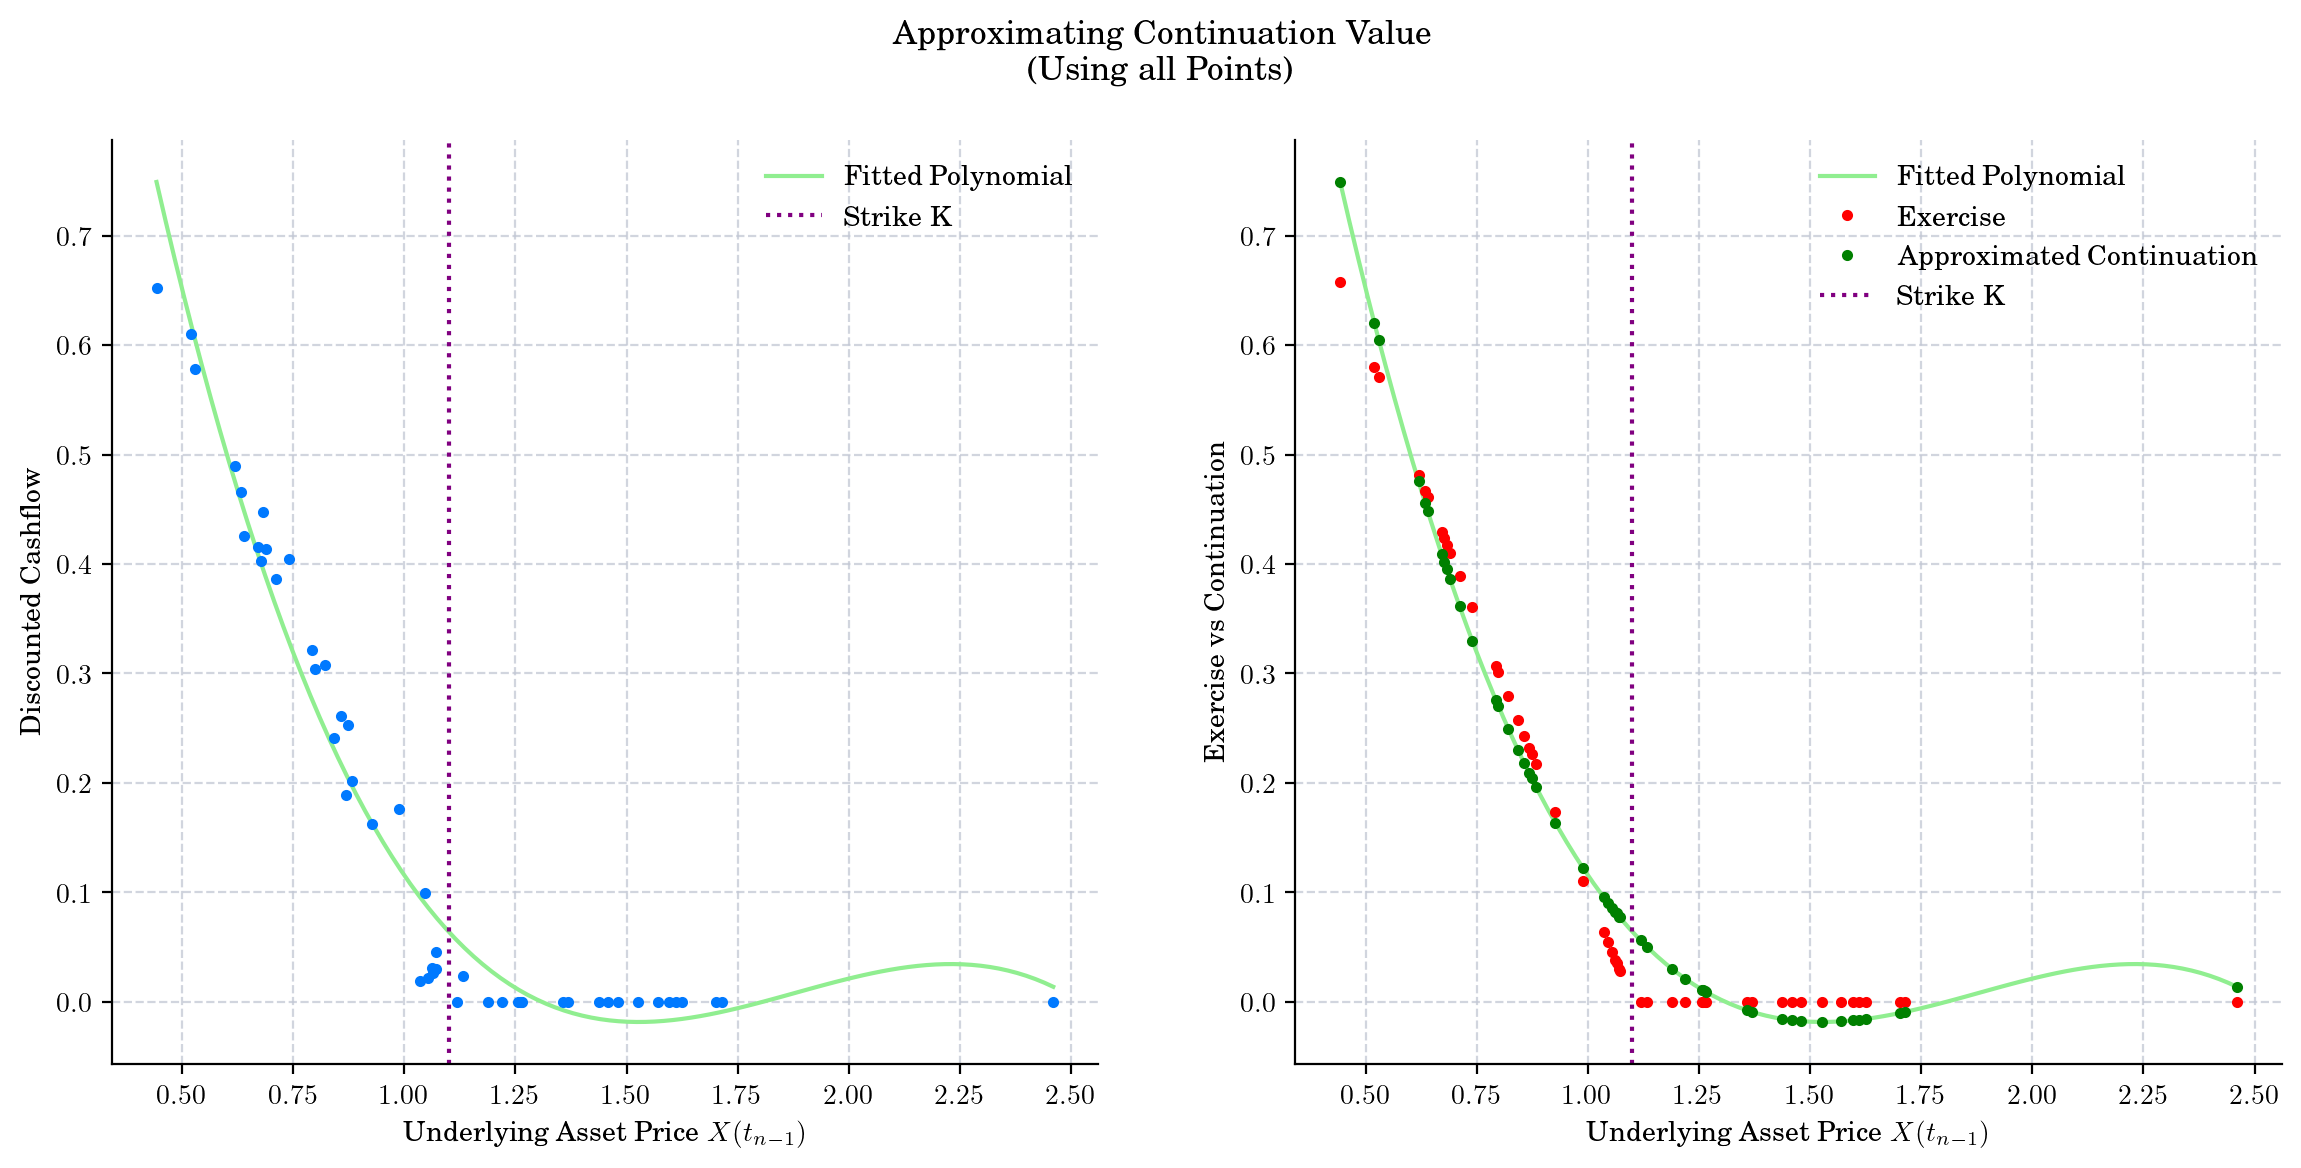 Approximating Continuation Value
(Using all Points)
Fitted Polynomial
Strike K
Discounted Cashflow
0.7
0.6
0.5
0.4
0.3
0.2
0.1
0.0
0.50 0.75 1.00 1.25 1.50 1.75 2.00 2.25 2.50
Underlying Asset Price X(tₙ₋₁)
Fitted Polynomial
Exercise
Approximated Continuation
Strike K
Exercise vs Continuation
0.7
0.6
0.5
0.4
0.3
0.2
0.1
0.0
0.50 0.75 1.00 1.25 1.50 1.75 2.00 2.25 2.50
Underlying Asset Price X(tₙ₋₁)